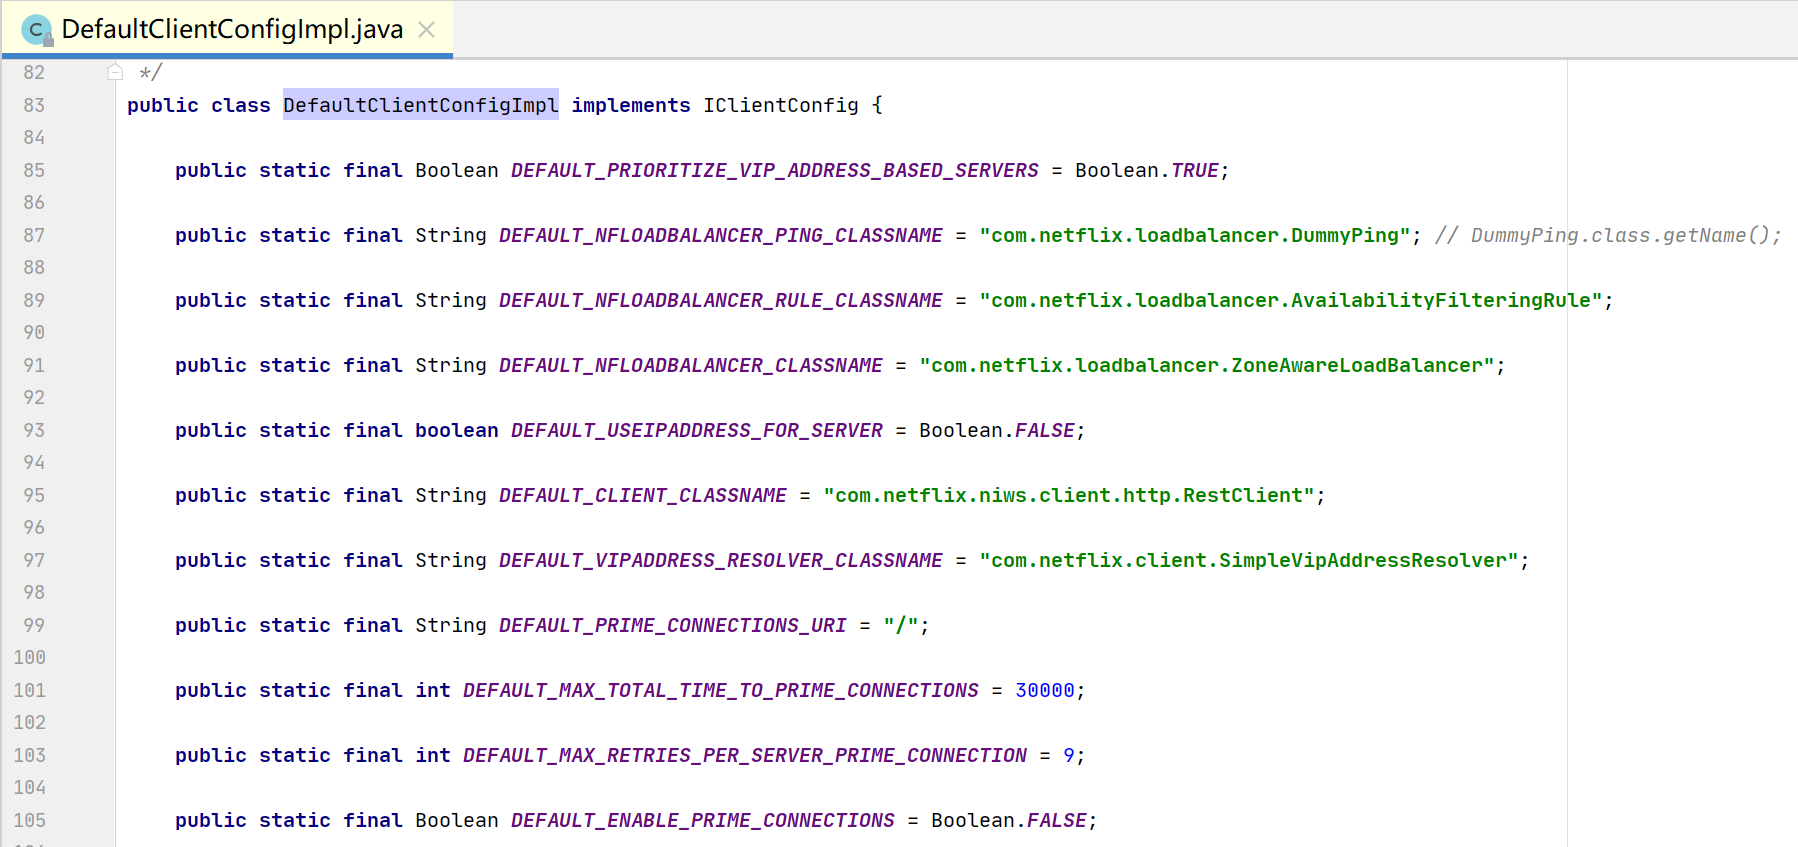 C DefaultClientConfigImpl.java
82 */
83 public class DefaultClientConfigImpl implements IClientConfig {
84
85 public static final Boolean DEFAULT_PRIORITIZE_VIP_ADDRESS_BASED_SERVERS = Boolean.TRUE;
86
87 public static final String DEFAULT_NFLOADBALANCER_PING_CLASSNAME = "com.netflix.loadbalancer.DummyPing"; // DummyPing.class.getName();
88
89 public static final String DEFAULT_NFLOADBALANCER_RULE_CLASSNAME = "com.netflix.loadbalancer.AvailabilityFilteringRule";
90
91 public static final String DEFAULT_NFLOADBALANCER_CLASSNAME = "com.netflix.loadbalancer.ZoneAwareLoadBalancer";
92
93 public static final boolean DEFAULT_USEIPADDRESS_FOR_SERVER = Boolean.FALSE;
94
95 public static final String DEFAULT_CLIENT_CLASSNAME = "com.netflix.niws.client.http.RestClient";
96
97 public static final String DEFAULT_VIPADDRESS_RESOLVER_CLASSNAME = "com.netflix.client.SimpleVipAddressResolver";
98
99 public static final String DEFAULT_PRIME_CONNECTIONS_URI = "/";
100
101 public static final int DEFAULT_MAX_TOTAL_TIME_TO_PRIME_CONNECTIONS = 30000;
102
103 public static final int DEFAULT_MAX_RETRIES_PER_SERVER_PRIME_CONNECTION = 9;
104
105 public static final Boolean DEFAULT_ENABLE_PRIME_CONNECTIONS = Boolean.FALSE;